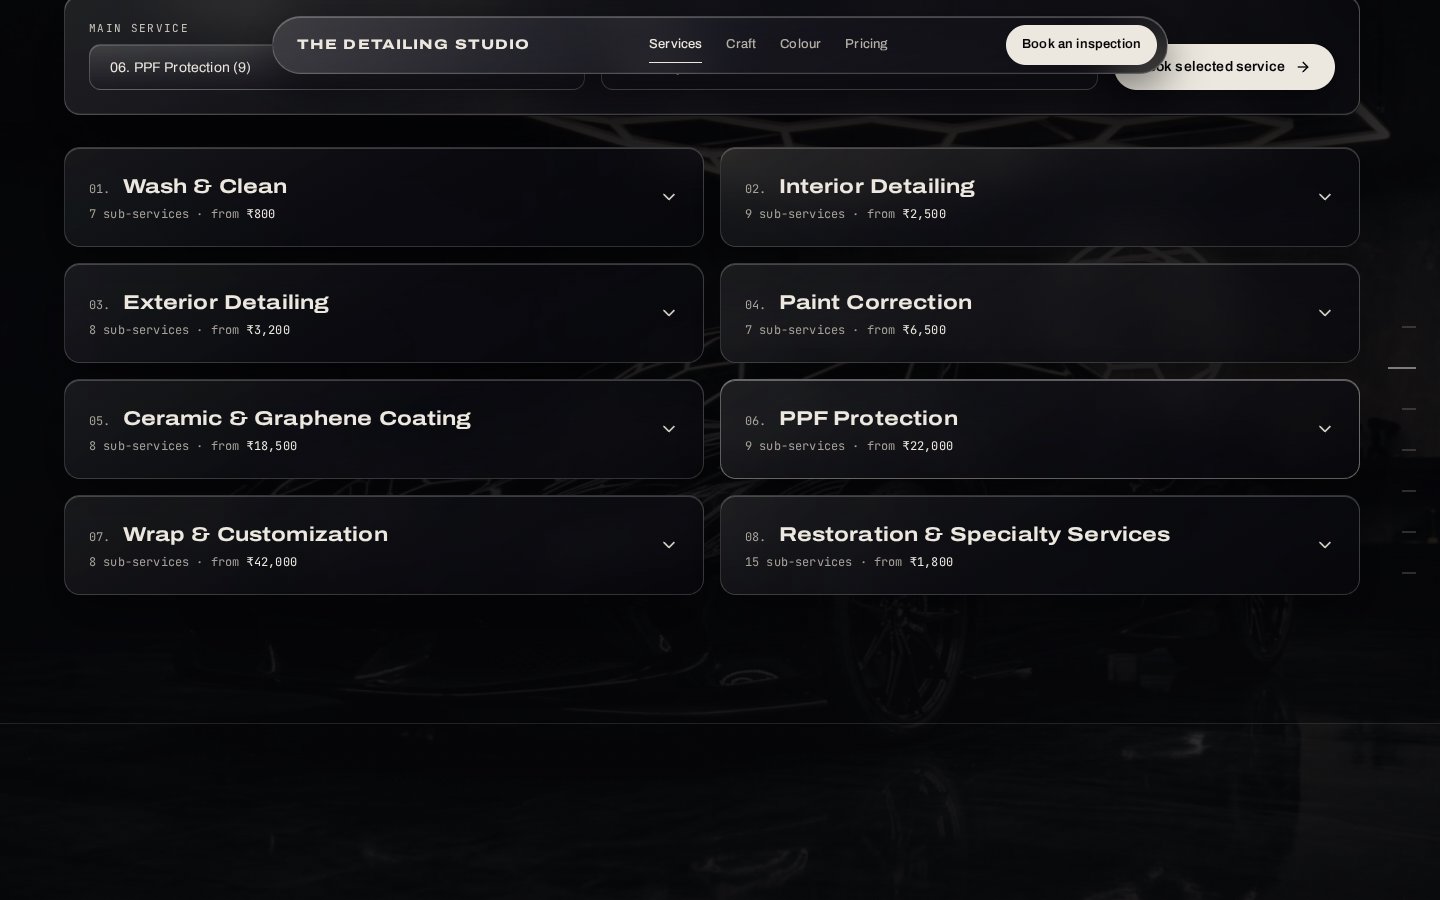 MAIN SERVICE
THE DETAILING STUDIO
Services
Craft
Colour
Pricing
Book an inspection
06. PPF Protection (9)
selected service
01. Wash & Clean
7 sub-services · from ₹800
02. Interior Detailing
9 sub-services · from ₹2,500
03. Exterior Detailing
8 sub-services · from ₹3,200
04. Paint Correction
7 sub-services · from ₹6,500
05. Ceramic & Graphene Coating
8 sub-services · from ₹18,500
06. PPF Protection
9 sub-services · from ₹22,000
07. Wrap & Customization
8 sub-services · from ₹42,000
08. Restoration & Specialty Services
15 sub-services · from ₹1,800